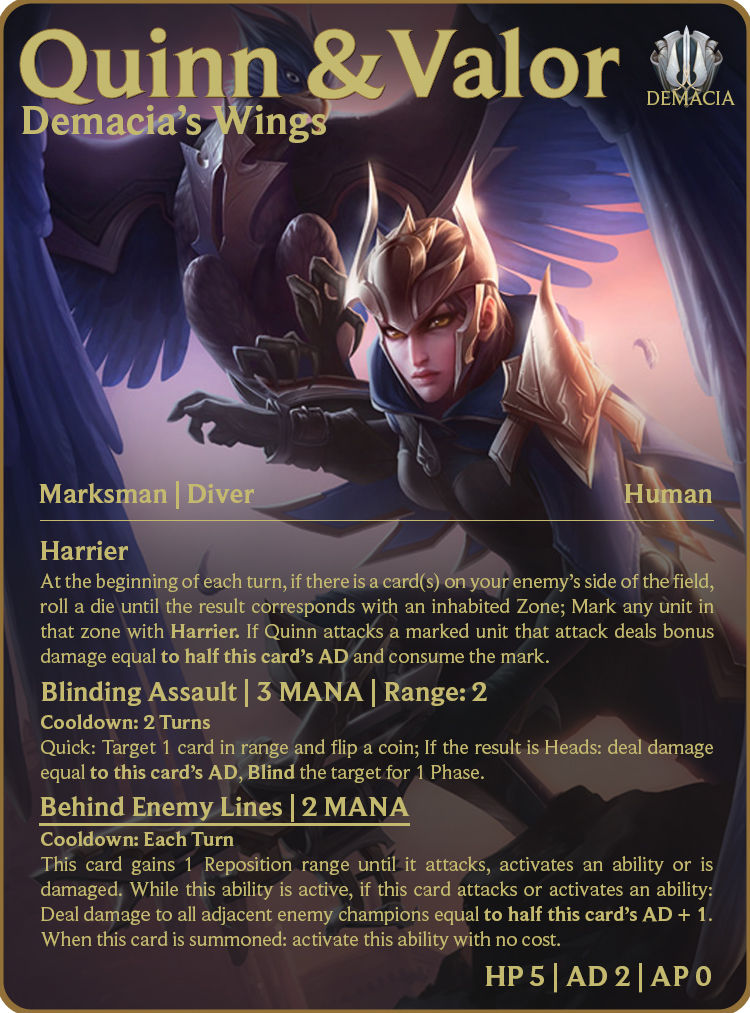 Quinn & Valor
DEMACIA
Demacia's Wings
Marksman | Diver
Human
Harrier
At the beginning of each turn, if there is a card(s) on your enemy's side of the field,
roll a die until the result corresponds with an inhabited Zone; Mark any unit in
that zone with Harrier. If Quinn attacks a marked unit that attack deals bonus
damage equal to half this card's AD and consume the mark.
Blinding Assault | 3 MANA | Range: 2
Cooldown: 2 Turns
Quick: Target 1 card in range and flip a coin; If the result is Heads: deal damage
equal to this card's AD, Blind the target for 1 Phase.
Behind Enemy Lines | 2 MANA
Cooldown: Each Turn
This card gains 1 Reposition range until it attacks, activates an ability or is
damaged. While this ability is active, if this card attacks or activates an ability:
Deal damage to all adjacent enemy champions equal to half this card's AD + 1.
When this card is summoned: activate this ability with no cost.
HP 5 | AD 2 | AP 0